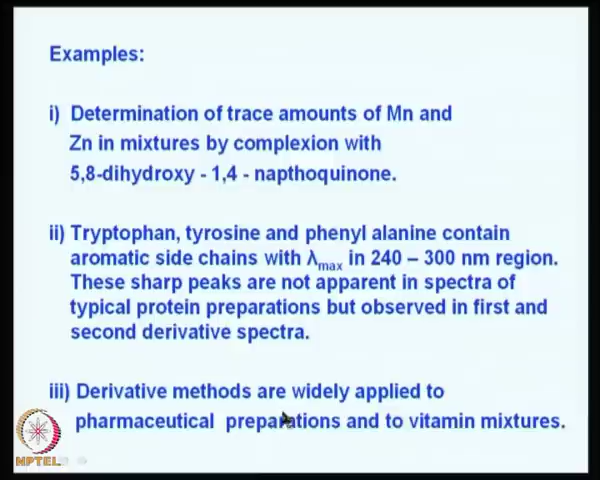 Examples:
i) Determination of trace amounts of Mn and
Zn in mixtures by complexion with
5,8-dihydroxy - 1,4 - napthoquinone.
ii) Tryptophan, tyrosine and phenyl alanine contain
aromatic side chains with λmax in 240 – 300 nm region.
These sharp peaks are not apparent in spectra of
typical protein preparations but observed in first and
second derivative spectra.
iii) Derivative methods are widely applied to
pharmaceutical preparations and to vitamin mixtures.
NPTEL